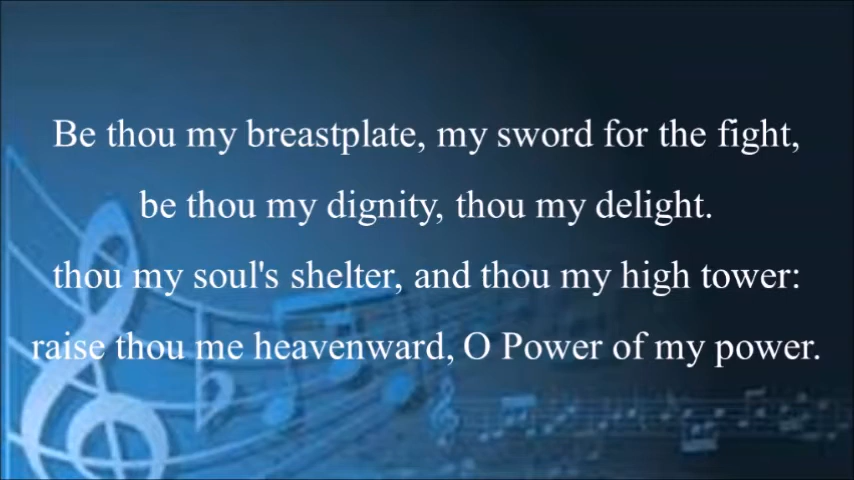 Be thou my breastplate, my sword for the fight,
be thou my dignity, thou my delight.
thou my soul's shelter, and thou my high tower:
raise thou me heavenward, O Power of my power.